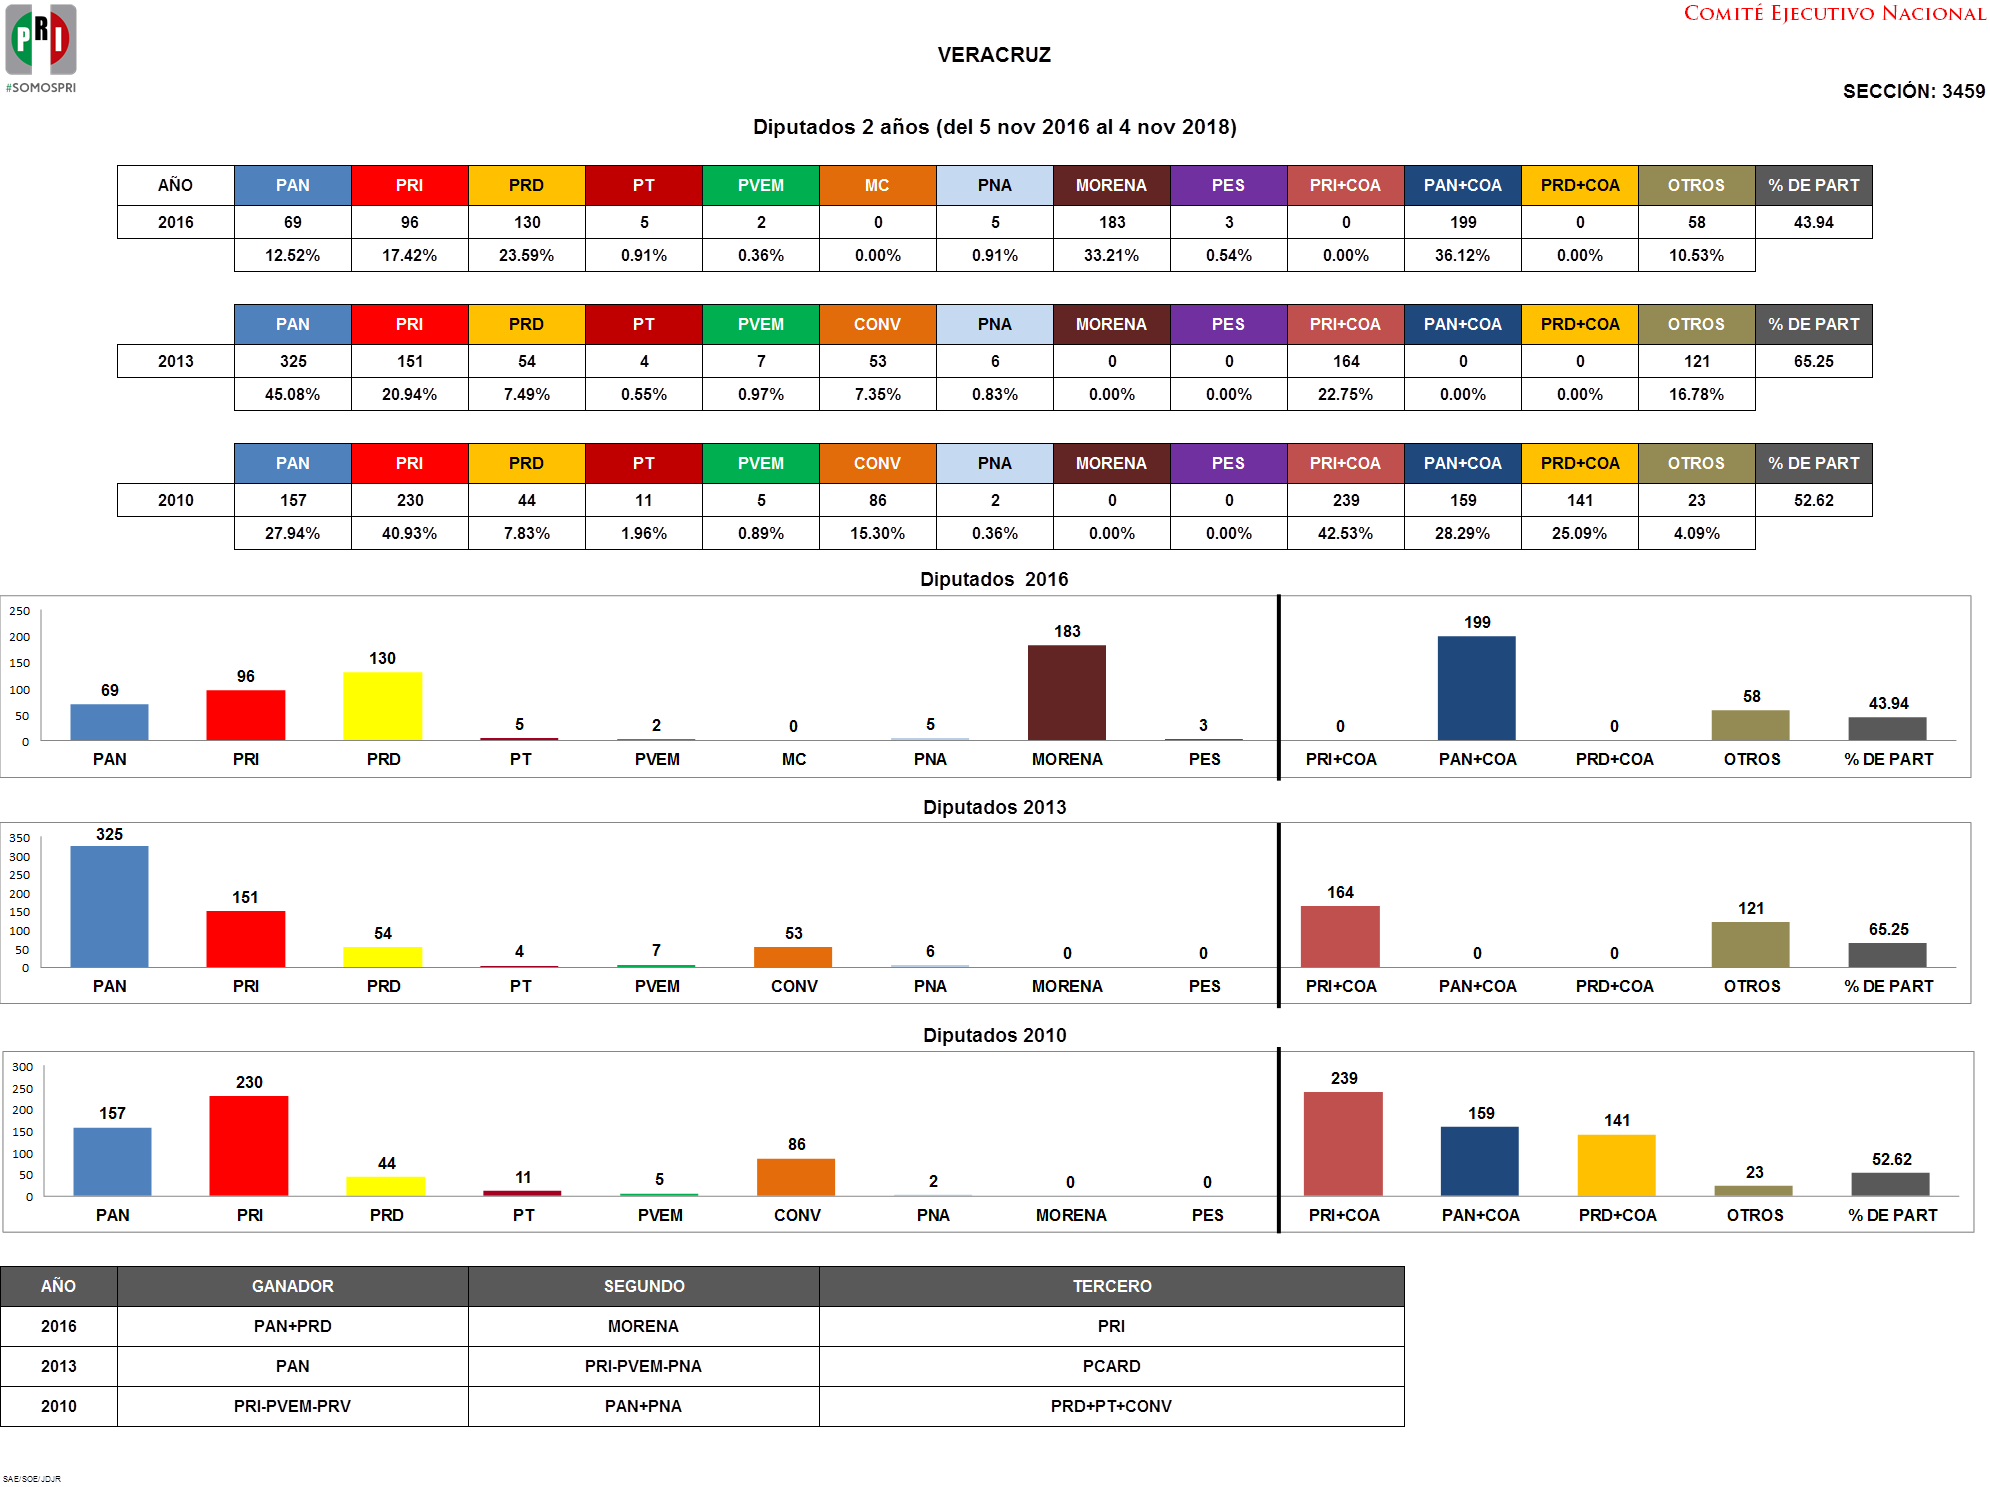 COMITÉ EJECUTIVO NACIONAL
PRI
#SOMOSPRI
VERACRUZ
SECCIÓN: 3459
Diputados 2 años (del 5 nov 2016 al 4 nov 2018)
AÑO PAN PRI PRD PT PVEM MC PNA MORENA PES PRI+COA PAN+COA PRD+COA OTROS % DE PART
2016 69 96 130 5 2 0 5 183 3 0 199 0 58 43.94
12.52% 17.42% 23.59% 0.91% 0.36% 0.00% 0.91% 33.21% 0.54% 0.00% 36.12% 0.00% 10.53%
PAN PRI PRD PT PVEM CONV PNA MORENA PES PRI+COA PAN+COA PRD+COA OTROS % DE PART
2013 325 151 54 4 7 53 6 0 0 164 0 0 121 65.25
45.08% 20.94% 7.49% 0.55% 0.97% 7.35% 0.83% 0.00% 0.00% 22.75% 0.00% 0.00% 16.78%
PAN PRI PRD PT PVEM CONV PNA MORENA PES PRI+COA PAN+COA PRD+COA OTROS % DE PART
2010 157 230 44 11 5 86 2 0 0 239 159 141 23 52.62
27.94% 40.93% 7.83% 1.96% 0.89% 15.30% 0.36% 0.00% 0.00% 42.53% 28.29% 25.09% 4.09%
Diputados 2016
250
200
150
100
50
0
69 96 130 5 2 0 5 183 3 0 199 0 58 43.94
PAN PRI PRD PT PVEM MC PNA MORENA PES PRI+COA PAN+COA PRD+COA OTROS % DE PART
Diputados 2013
350
300
250
200
150
100
50
0
325 151 54 4 7 53 6 0 0 164 0 0 121 65.25
PAN PRI PRD PT PVEM CONV PNA MORENA PES PRI+COA PAN+COA PRD+COA OTROS % DE PART
Diputados 2010
300
250
200
150
100
50
0
157 230 44 11 5 86 2 0 0 239 159 141 23 52.62
PAN PRI PRD PT PVEM CONV PNA MORENA PES PRI+COA PAN+COA PRD+COA OTROS % DE PART
AÑO GANADOR SEGUNDO TERCERO
2016 PAN+PRD MORENA PRI
2013 PAN PRI-PVEM-PNA PCARD
2010 PRI-PVEM-PRV PAN+PNA PRD+PT+CONV
SAE/SOE/JDJR